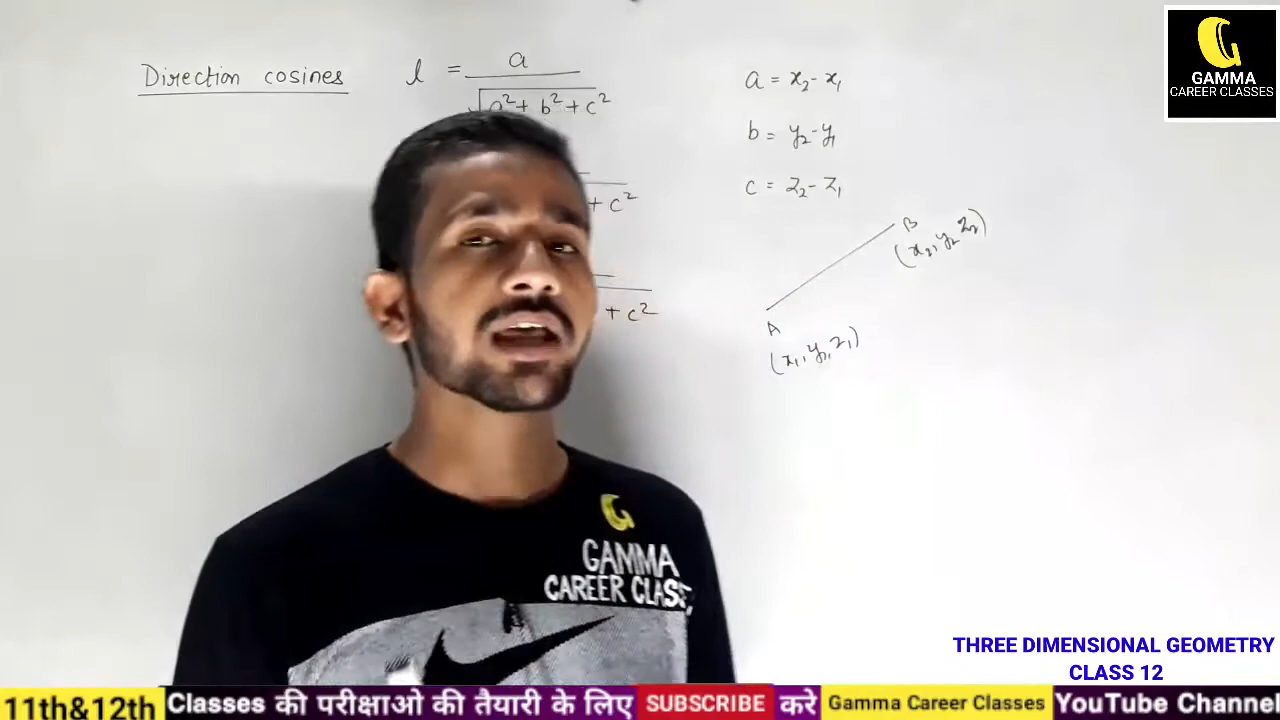 Direction cosines l = a
√a²+ b² + c²
+ c²
+ c²
a = x₂- x₁
b = y₂-y₁
c = z₂- z₁
B
(x₂, y₂ z₂)
A
(x₁, y₁, z₁)
GAMMA
CAREER CLASSES
GAMMA
CAREER CLASS
THREE DIMENSIONAL GEOMETRY
CLASS 12
11th&12th Classes की परीक्षाओ की तैयारी के लिए SUBSCRIBE करे Gamma Career Classes YouTube Channel